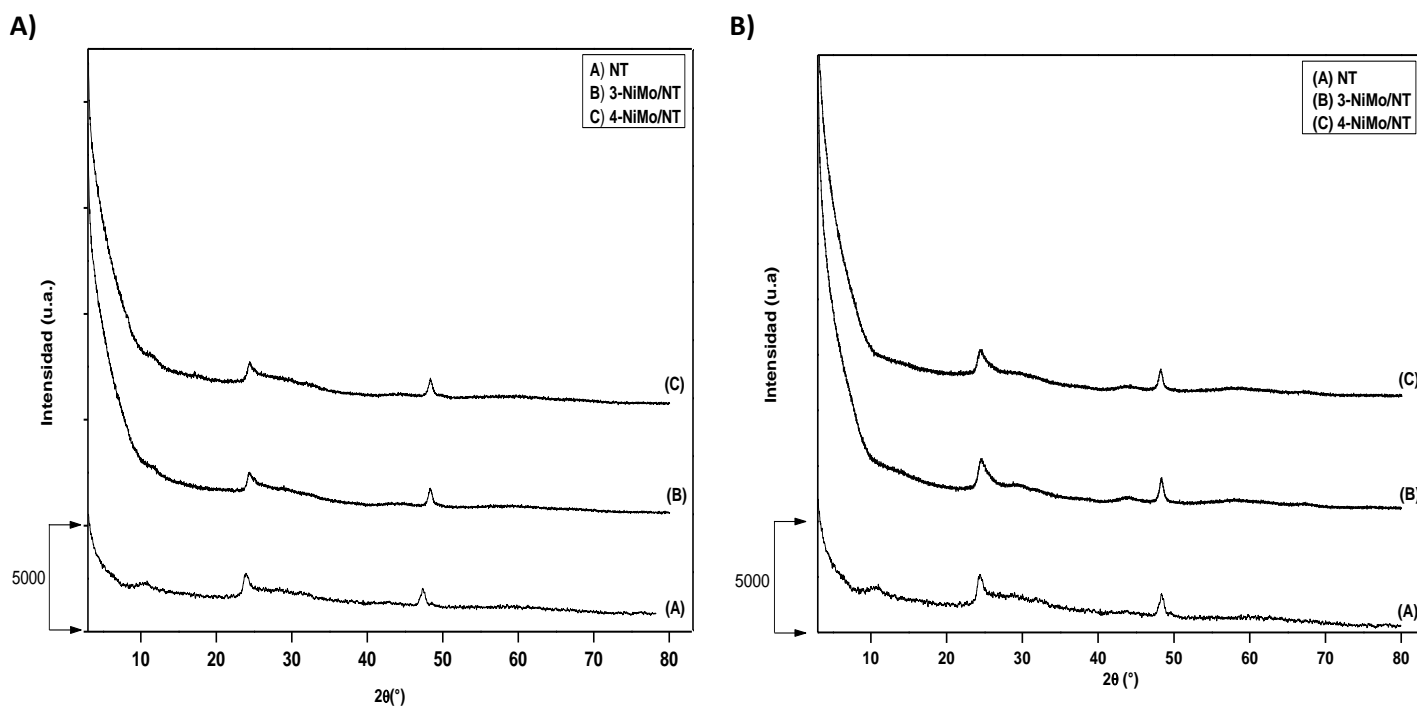 A)
A) NT
B) 3-NiMo/NT
C) 4-NiMo/NT
Intensidad (u.a.)
(C)
(B)
(A)
5000
10 20 30 40 50 60 70 80
2θ(°)
B)
(A) NT
(B) 3-NiMo/NT
(C) 4-NiMo/NT
Intensidad (u.a)
(C)
(B)
(A)
5000
10 20 30 40 50 60 70 80
2θ (°)